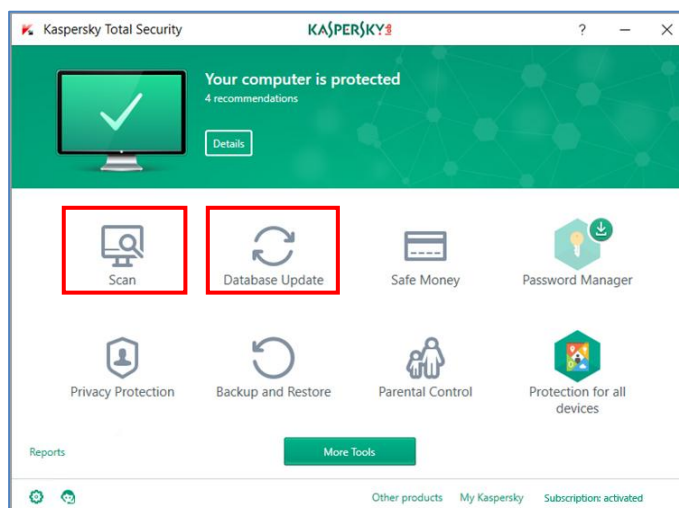 Kaspersky Total Security
KASPERSKY
?
Your computer is protected
4 recommendations
Details
Scan
Database Update
Safe Money
Password Manager
Privacy Protection
Backup and Restore
Parental Control
Protection for all
devices
Reports
More Tools
Other products
My Kaspersky
Subscription: activated